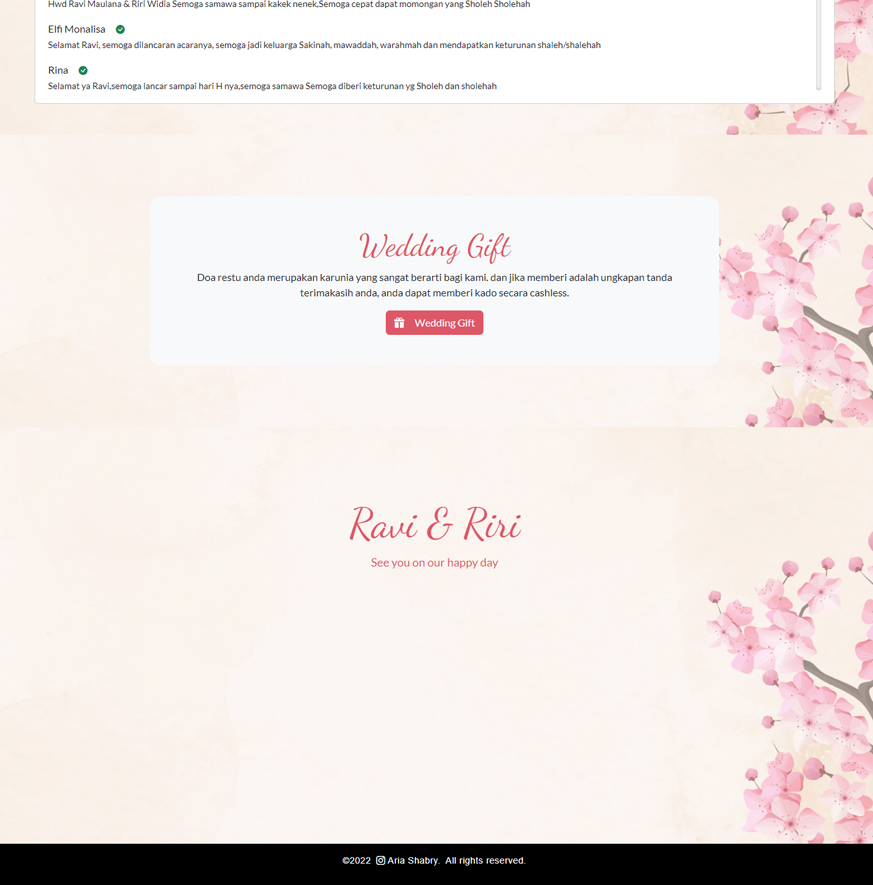 Hwd Ravi Maulana & Riri Widia Semoga samawa sampai kakek nenek,Semoga cepat dapat momongan yang Sholeh Sholehah
Elfi Monalisa
Selamat Ravi, semoga dilancaran acaranya, semoga jadi keluarga Sakinah, mawaddah, warahmah dan mendapatkan keturunan shaleh/shalehah
Rina
Selamat ya Ravi,semoga lancar sampai hari H nya,semoga samawa Semoga diberi keturunan yg Sholeh dan sholehah
Wedding Gift
Doa restu anda merupakan karunia yang sangat berarti bagi kami. dan jika memberi adalah ungkapan tanda
terimakasih anda, anda dapat memberi kado secara cashless.
Wedding Gift
Ravi & Riri
See you on our happy day
©2022 Aria Shabry. All rights reserved.